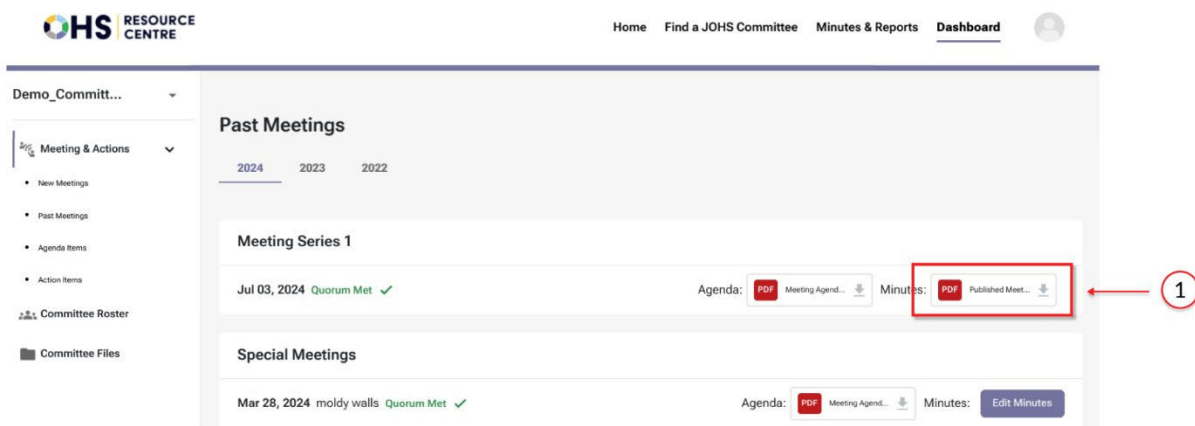 OHS RESOURCE CENTRE
Home Find a JOHS Committee Minutes & Reports Dashboard
Demo_Committ...
Meeting & Actions
New Meetings
Past Meetings
Agenda Items
Action Items
Committee Roster
Committee Files
Past Meetings
2024 2023 2022
Meeting Series 1
Jul 03, 2024 Quorum Met Agenda: PDF Meeting Agend... Minutes: PDF Published Meet...
1
Special Meetings
Mar 28, 2024 moldy walls Quorum Met Agenda: PDF Meeting Agend... Minutes: Edit Minutes